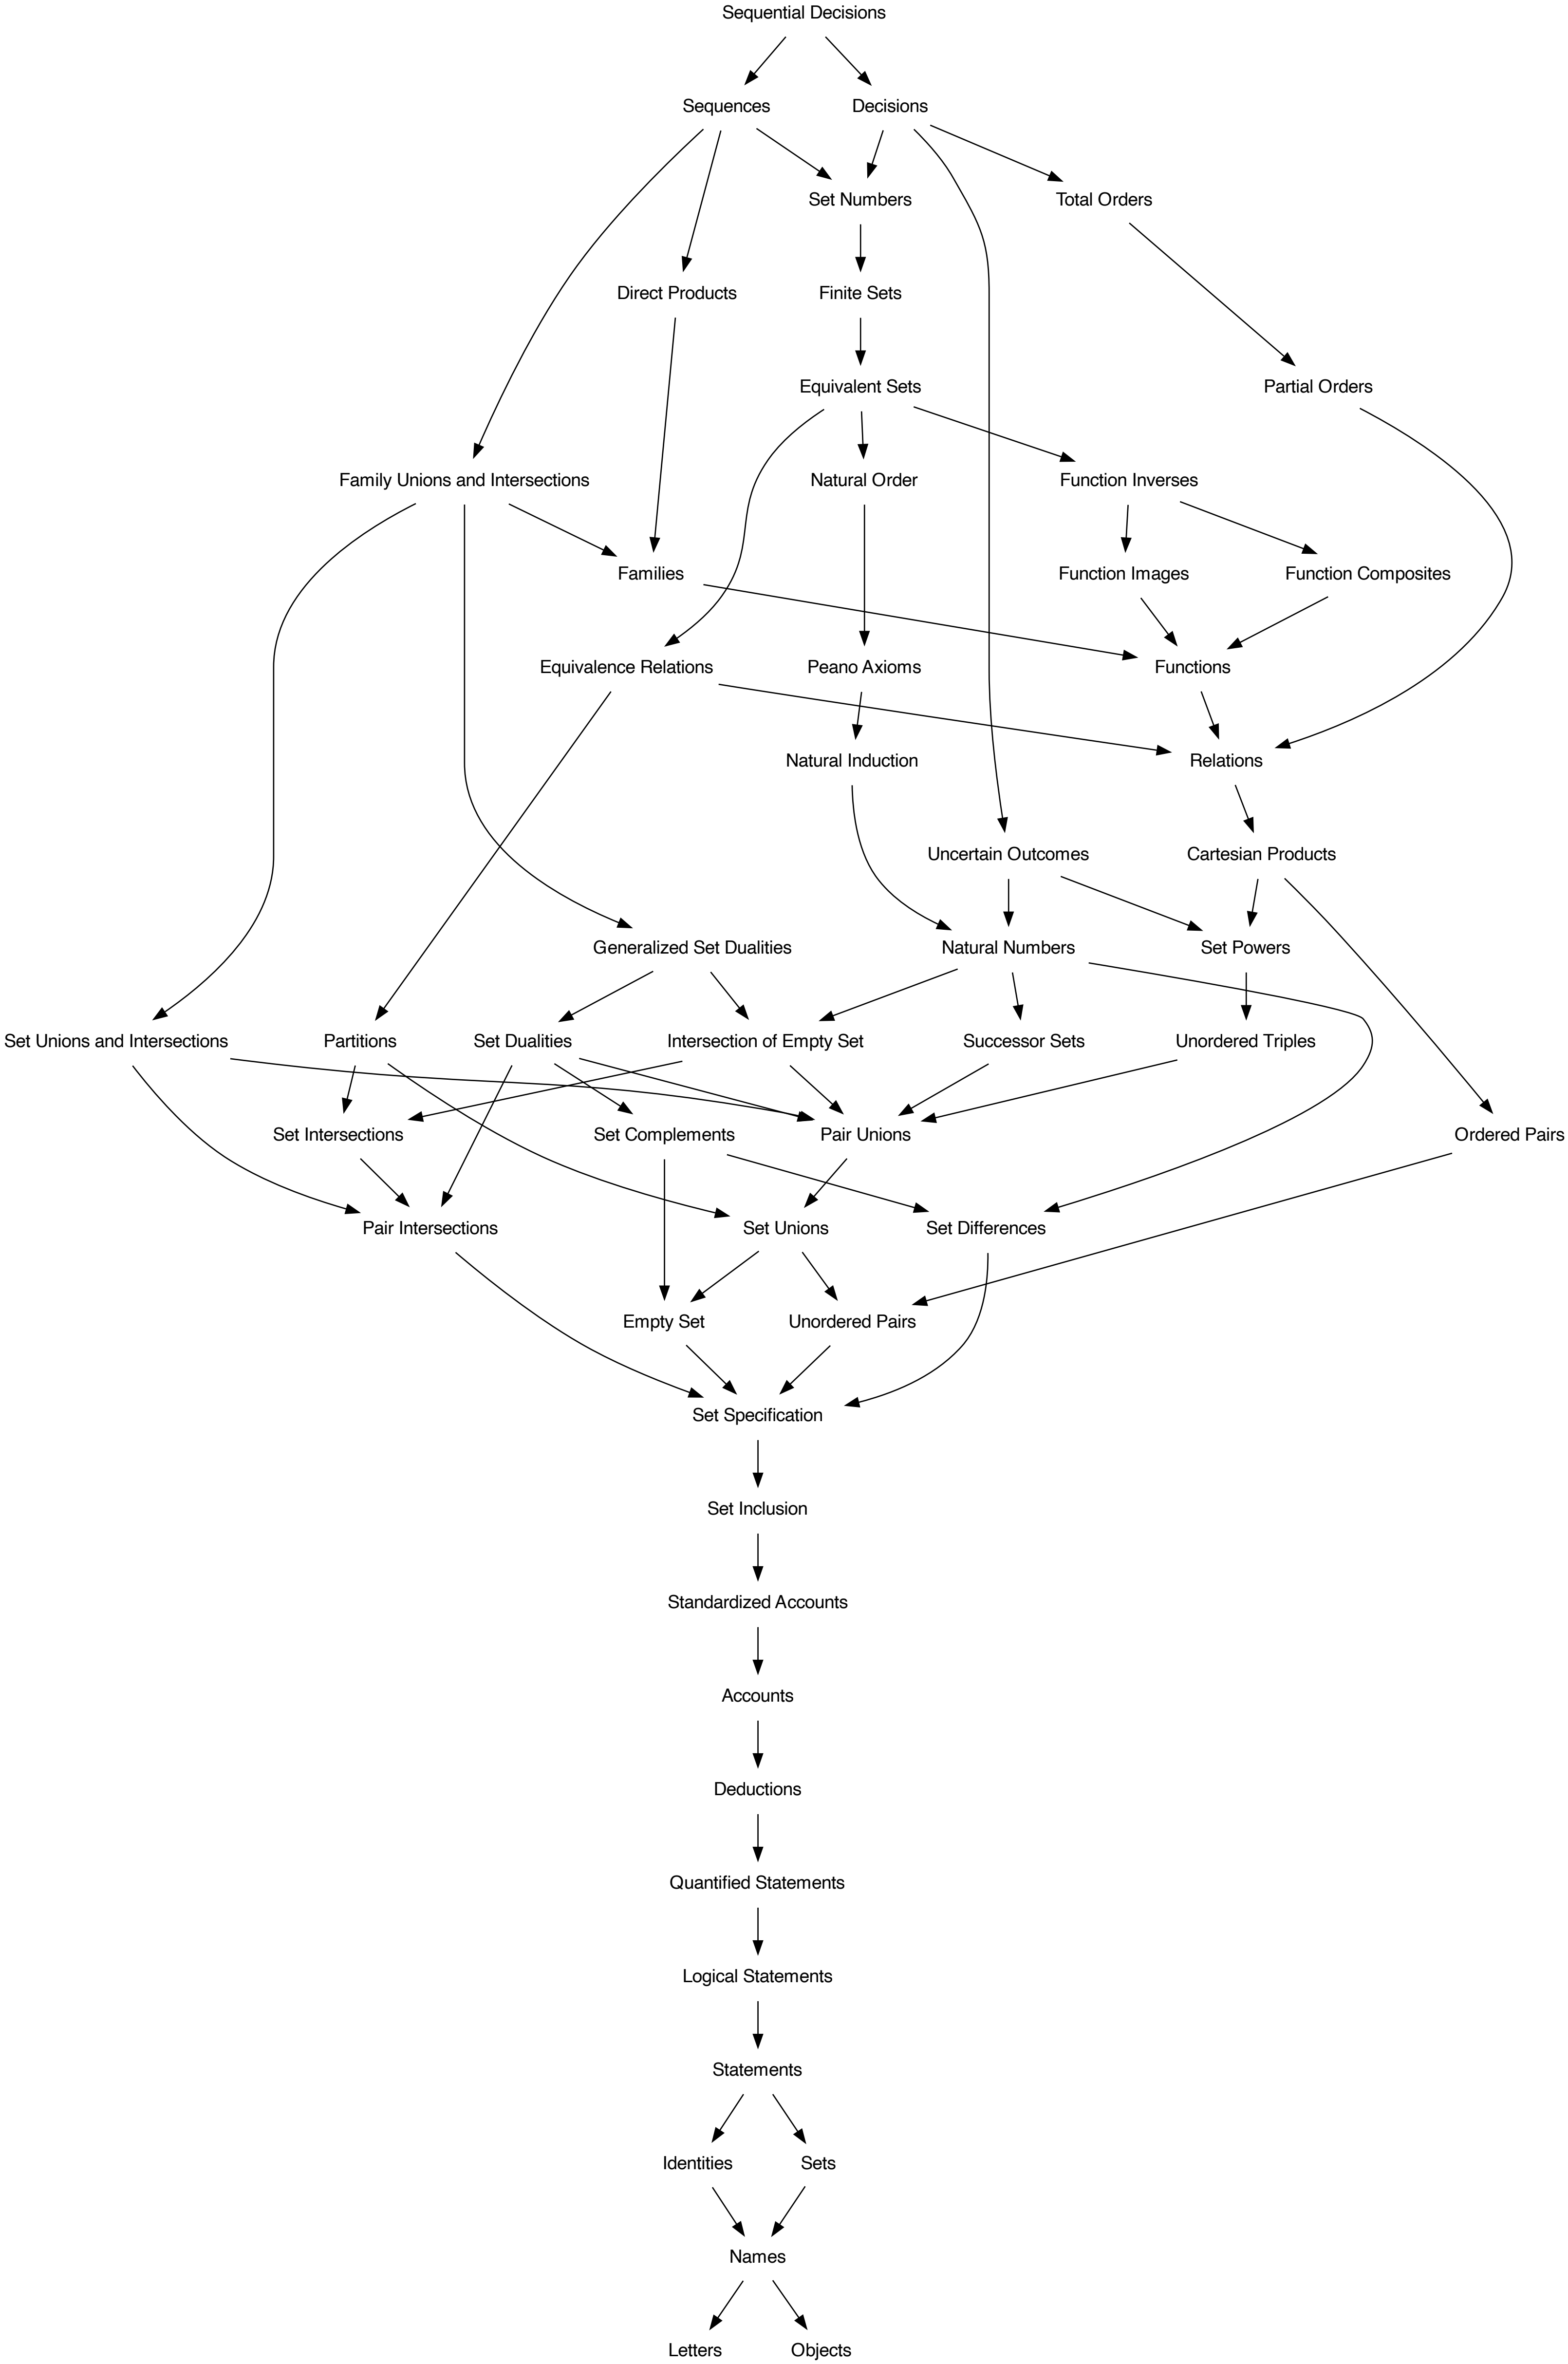 Sequential Decisions
Sequences
Decisions
Set Numbers
Total Orders
Direct Products
Finite Sets
Equivalent Sets
Partial Orders
Family Unions and Intersections
Natural Order
Function Inverses
Families
Function Images
Function Composites
Equivalence Relations
Peano Axioms
Functions
Natural Induction
Relations
Uncertain Outcomes
Cartesian Products
Generalized Set Dualities
Natural Numbers
Set Powers
Set Unions and Intersections
Partitions
Set Dualities
Intersection of Empty Set
Successor Sets
Unordered Triples
Set Intersections
Set Complements
Pair Unions
Ordered Pairs
Pair Intersections
Set Unions
Set Differences
Empty Set
Unordered Pairs
Set Specification
Set Inclusion
Standardized Accounts
Accounts
Deductions
Quantified Statements
Logical Statements
Statements
Identities
Sets
Names
Letters
Objects